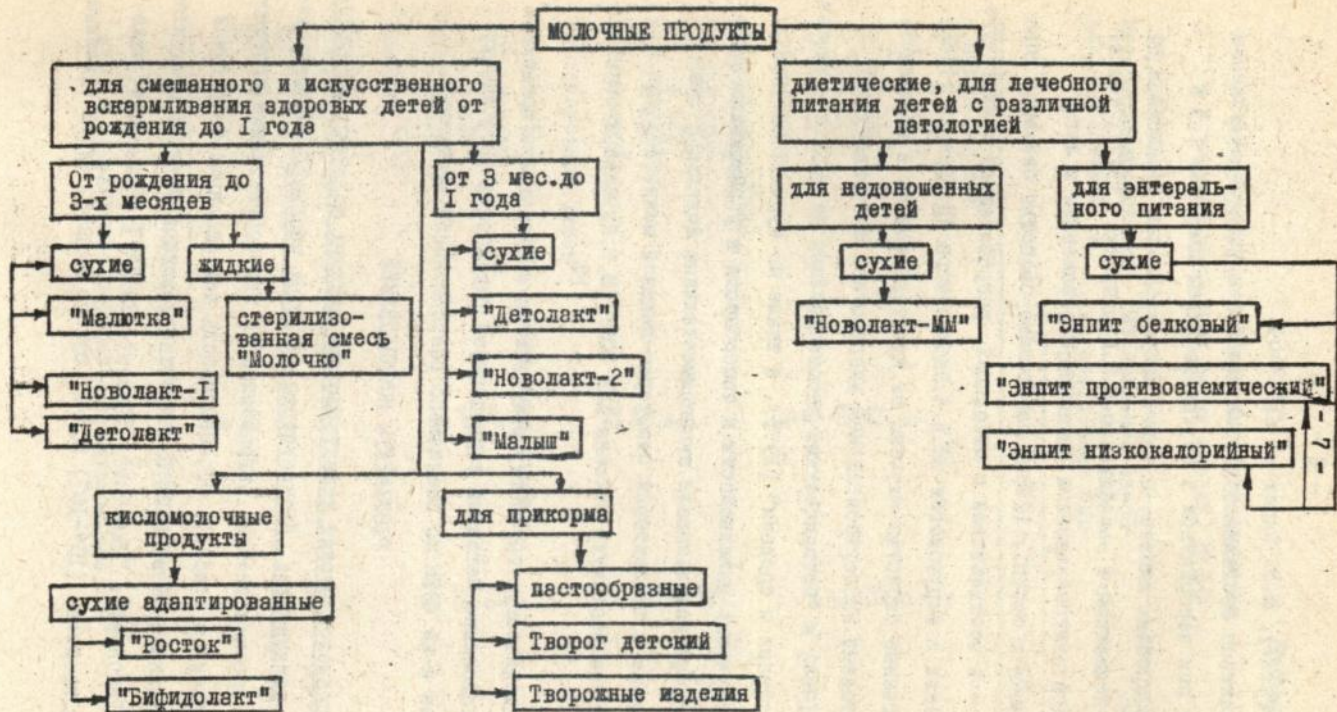 МОЛОЧНЫЕ ПРОДУКТЫ
для смешанного и искусственного
вскармливания здоровых детей от
рождения до I года
От рождения до
3-х месяцев
сухие
"Малютка"
"Новолакт-I
"Детолакт"
жидкие
стерилизо-
ванная смесь
"Молочко"
от 3 мес.до
I года
сухие
"Детолакт"
"Новолакт-2"
"Малыш"
кисломолочные
продукты
сухие адаптированные
"Росток"
"Бифидолакт"
для прикорма
пастообразные
Творог детский
Творожные изделия
диетические, для лечебного
питания детей с различной
патологией
для недоношенных
детей
сухие
"Новолакт-ММ"
для энтераль-
ного питания
сухие
"Энпит белковый"
"Энпит противоанемический"
"Энпит низкокалорийный"
- 7 -